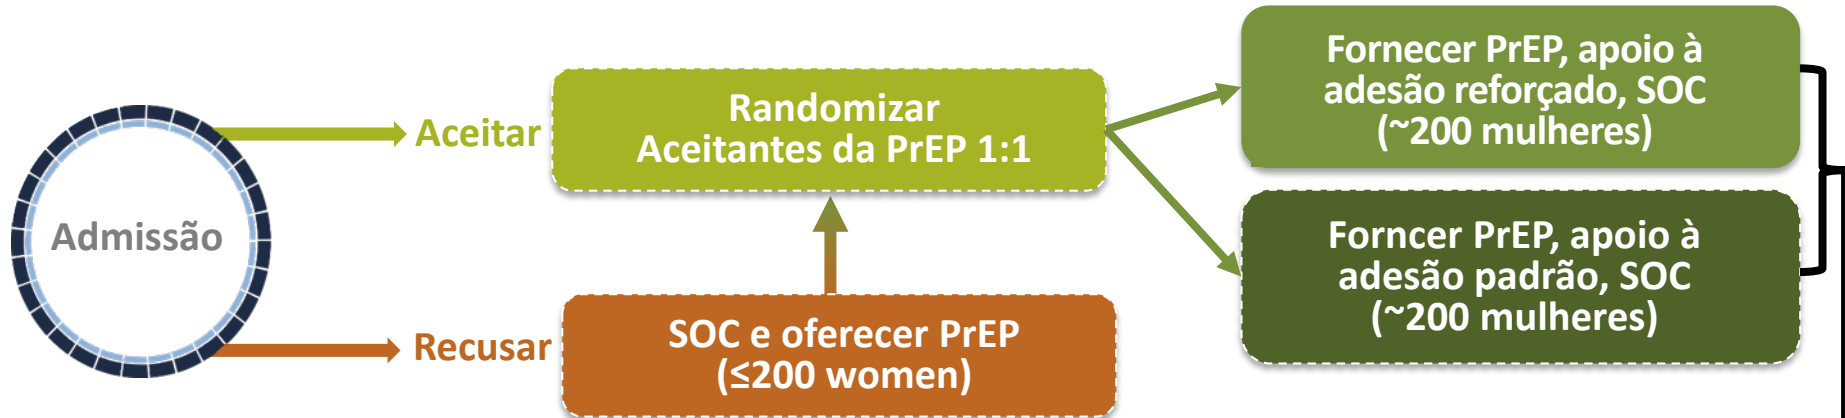 Admissão
Aceitar
Randomizar
Aceitantes da PrEP 1:1
Recusar
SOC e oferecer PrEP
(≤200 women)
Fornecer PrEP, apoio à
adesão reforçado, SOC
(~200 mulheres)
Forncer PrEP, apoio à
adesão padrão, SOC
(~200 mulheres)